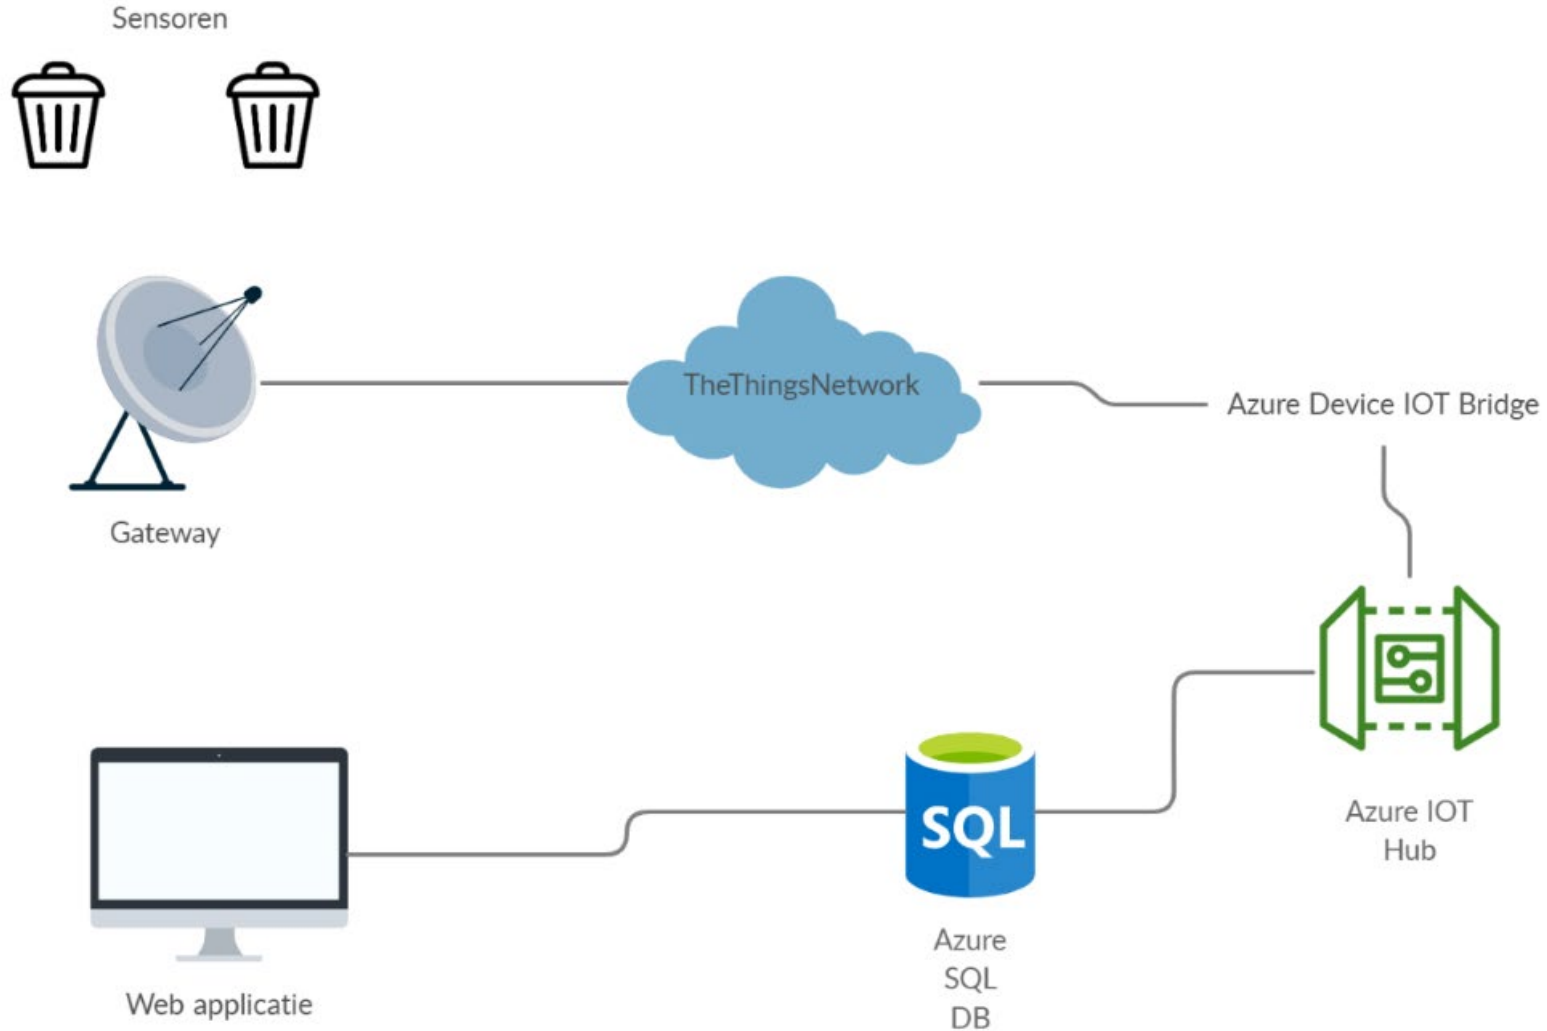 Sensoren
TheThingsNetwork
Azure Device IOT Bridge
Gateway
SQL
Azure IOT
Hub
Azure
SQL
DB
Web applicatie